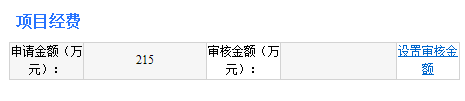 项目经费
申请金额（万 215 审核金额（万 设置审核金
元）： 元）： 额